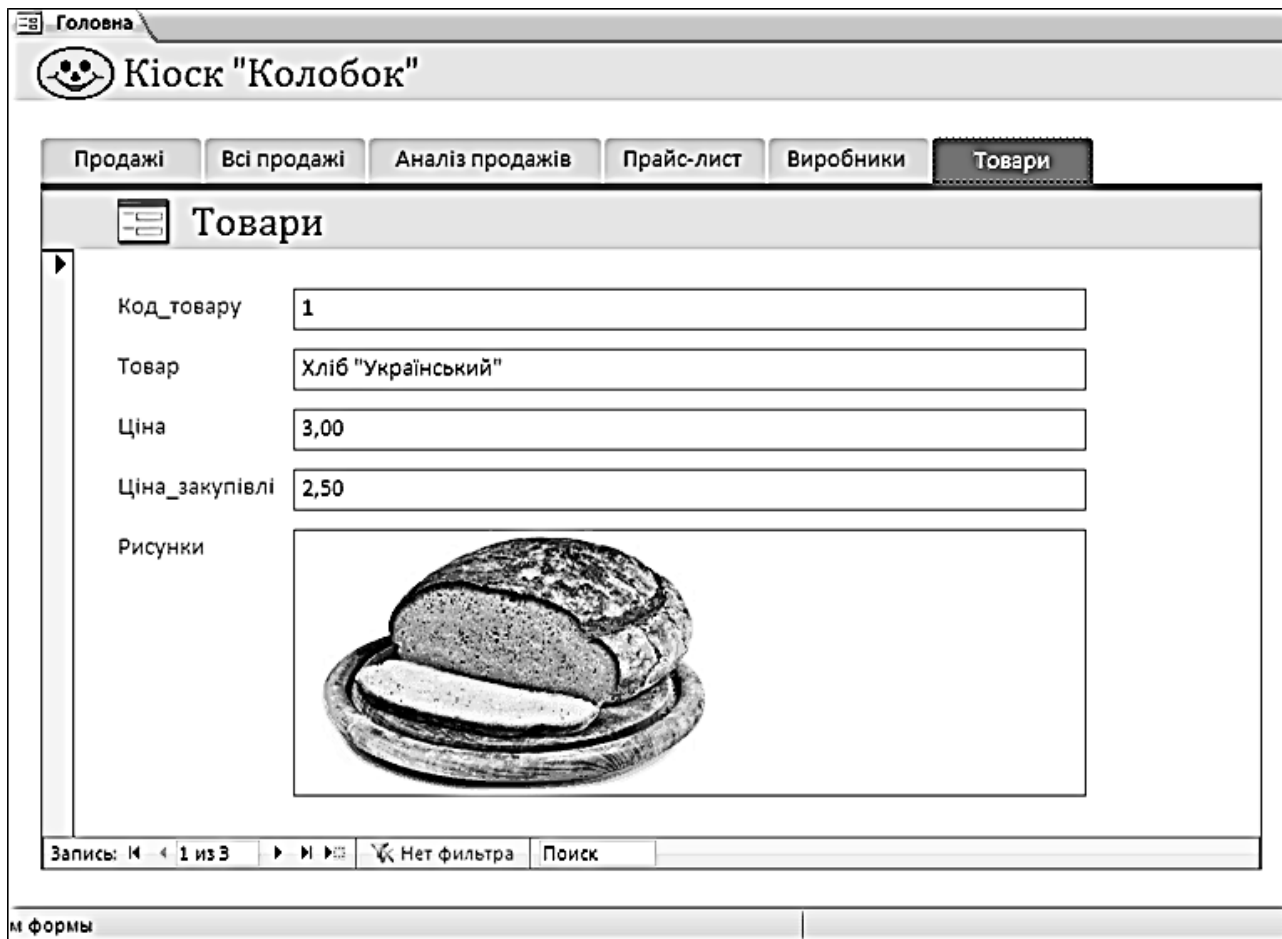 Головна
Кіоск "Колобок"
Продажі Всі продажі Аналіз продажів Прайс-лист Виробники Товари
Товари
Код_товару 1
Товар Хліб "Український"
Ціна 3,00
Ціна_закупівлі 2,50
Рисунки
Запись: 1 из 3 Нет фильтра Поиск
м формы